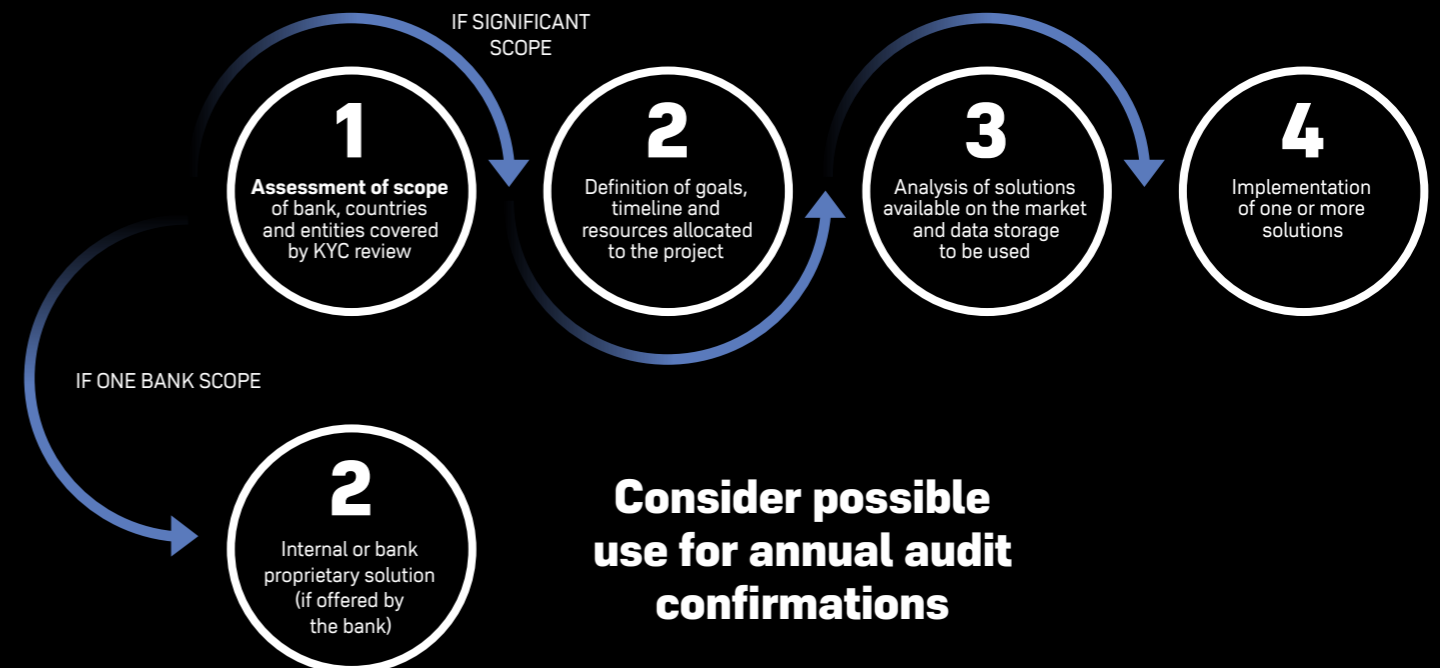 IF SIGNIFICANT
SCOPE
1
Assessment of scope
of bank, countries
and entities covered
by KYC review
2
Definition of goals,
timeline and
resources allocated
to the project
3
Analysis of solutions
available on the market
and data storage
to be used
4
Implementation
of one or more
solutions
IF ONE BANK SCOPE
2
Internal or bank
proprietary solution
(if offered by
the bank)
Consider possible
use for annual audit
confirmations